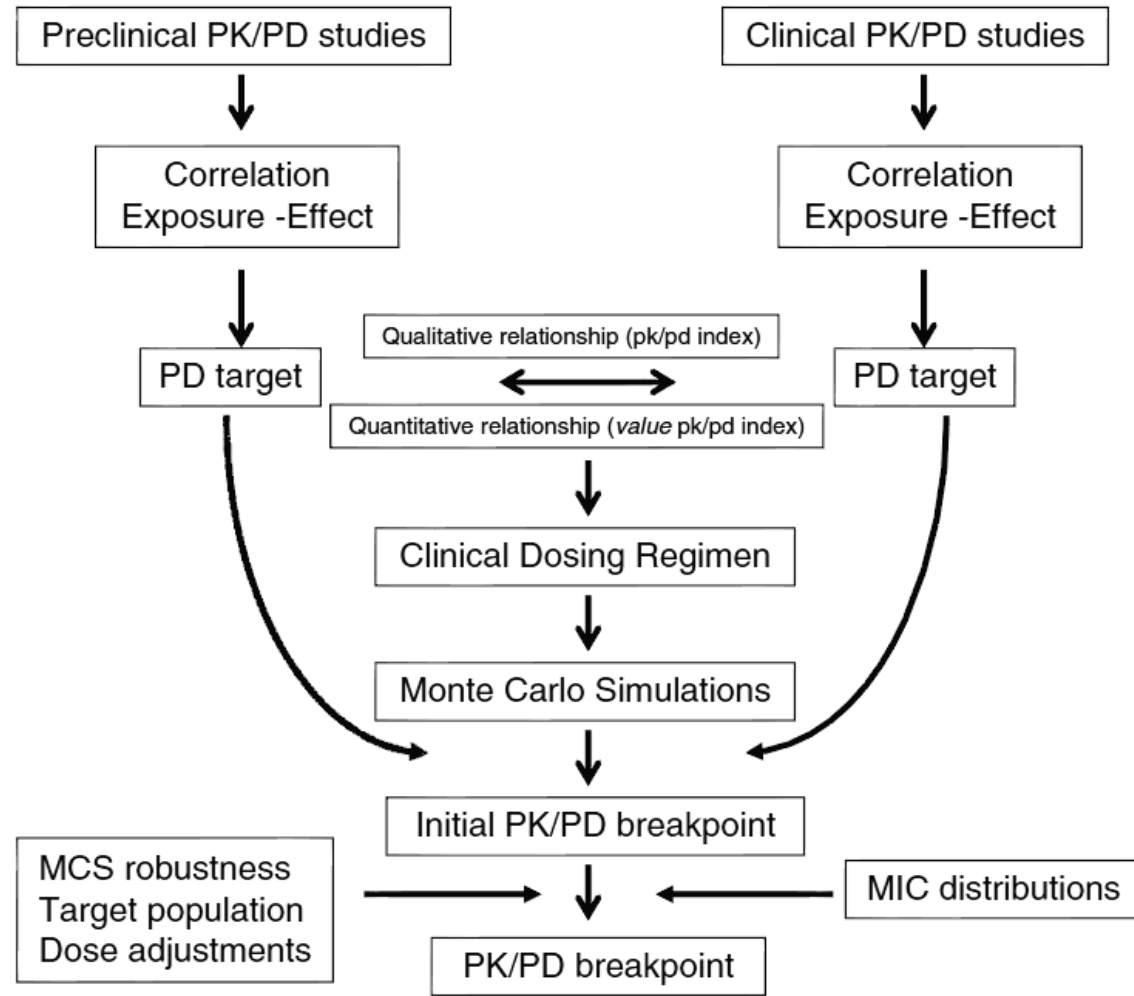 Preclinical PK/PD studies
Clinical PK/PD studies
Correlation
Exposure -Effect
Correlation
Exposure -Effect
Qualitative relationship (pk/pd index)
PD target
PD target
Quantitative relationship (value pk/pd index)
Clinical Dosing Regimen
Monte Carlo Simulations
Initial PK/PD breakpoint
MCS robustness
Target population
Dose adjustments
MIC distributions
PK/PD breakpoint